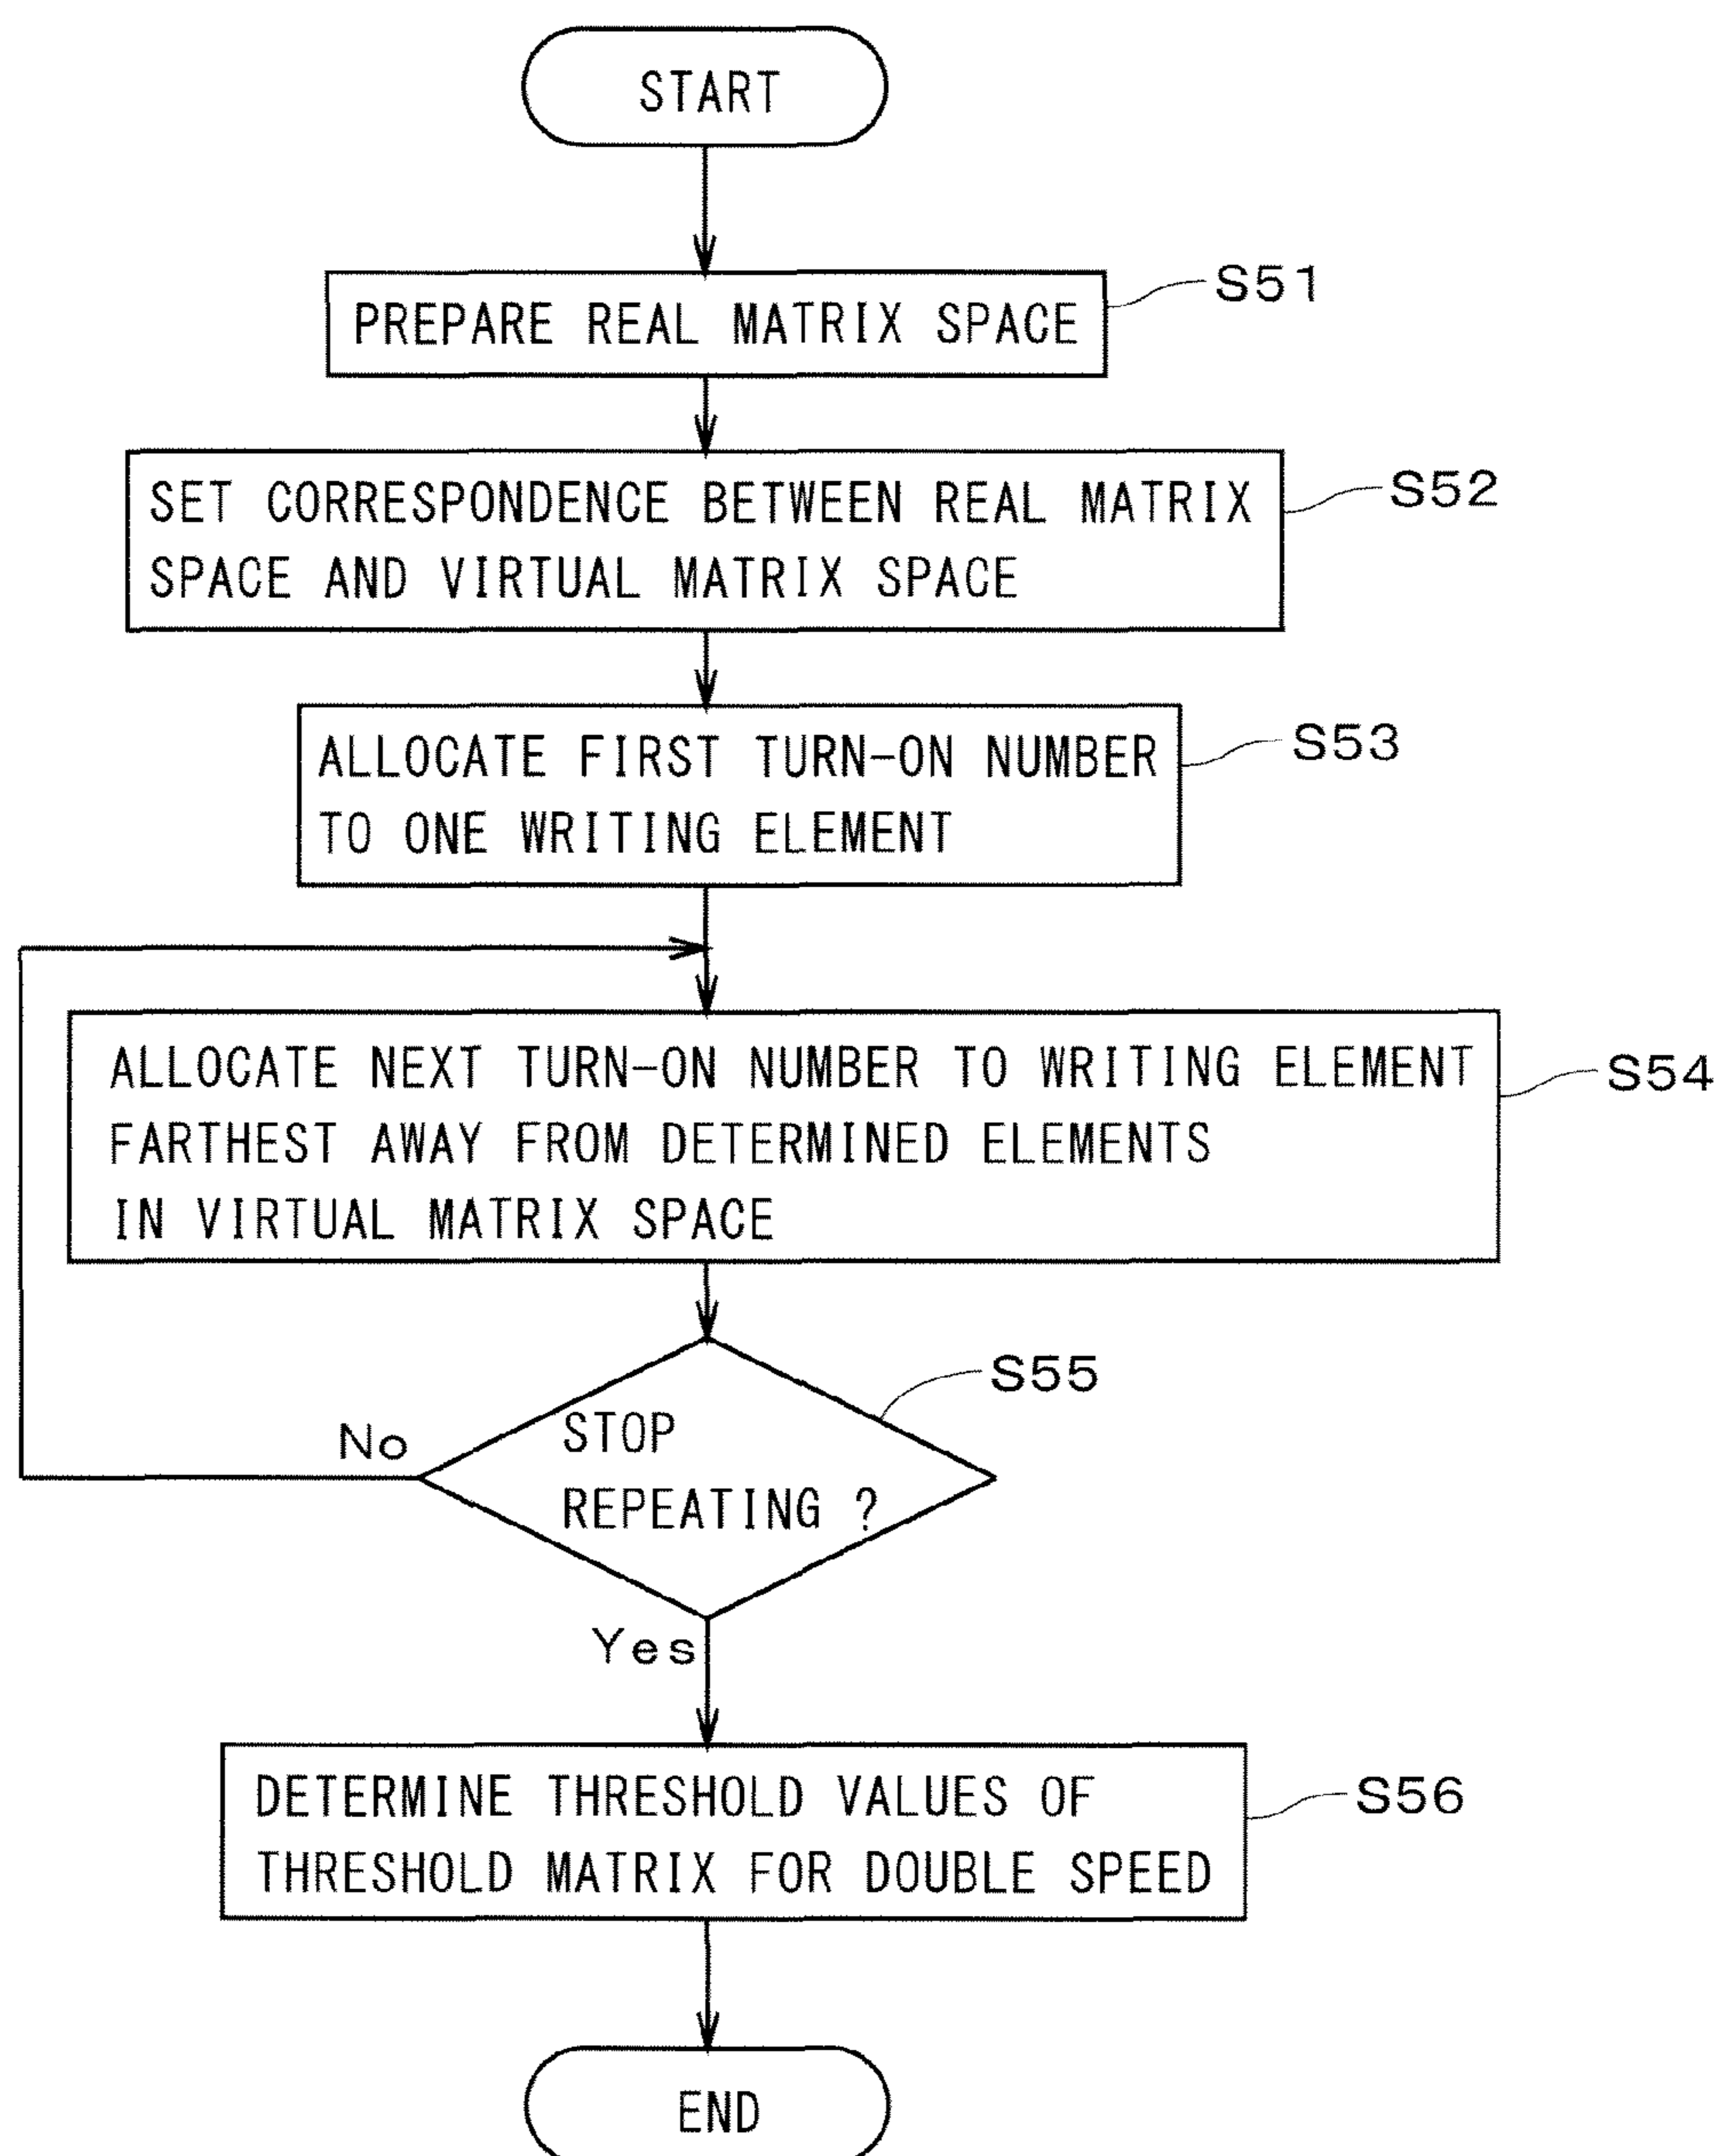 START
PREPARE REAL MATRIX SPACE
S51
SET CORRESPONDENCE BETWEEN REAL MATRIX
SPACE AND VIRTUAL MATRIX SPACE
S52
ALLOCATE FIRST TURN-ON NUMBER
TO ONE WRITING ELEMENT
S53
ALLOCATE NEXT TURN-ON NUMBER TO WRITING ELEMENT
FARTHEST AWAY FROM DETERMINED ELEMENTS
IN VIRTUAL MATRIX SPACE
S54
STOP
REPEATING ?
S55
No
Yes
DETERMINE THRESHOLD VALUES OF
THRESHOLD MATRIX FOR DOUBLE SPEED
S56
END